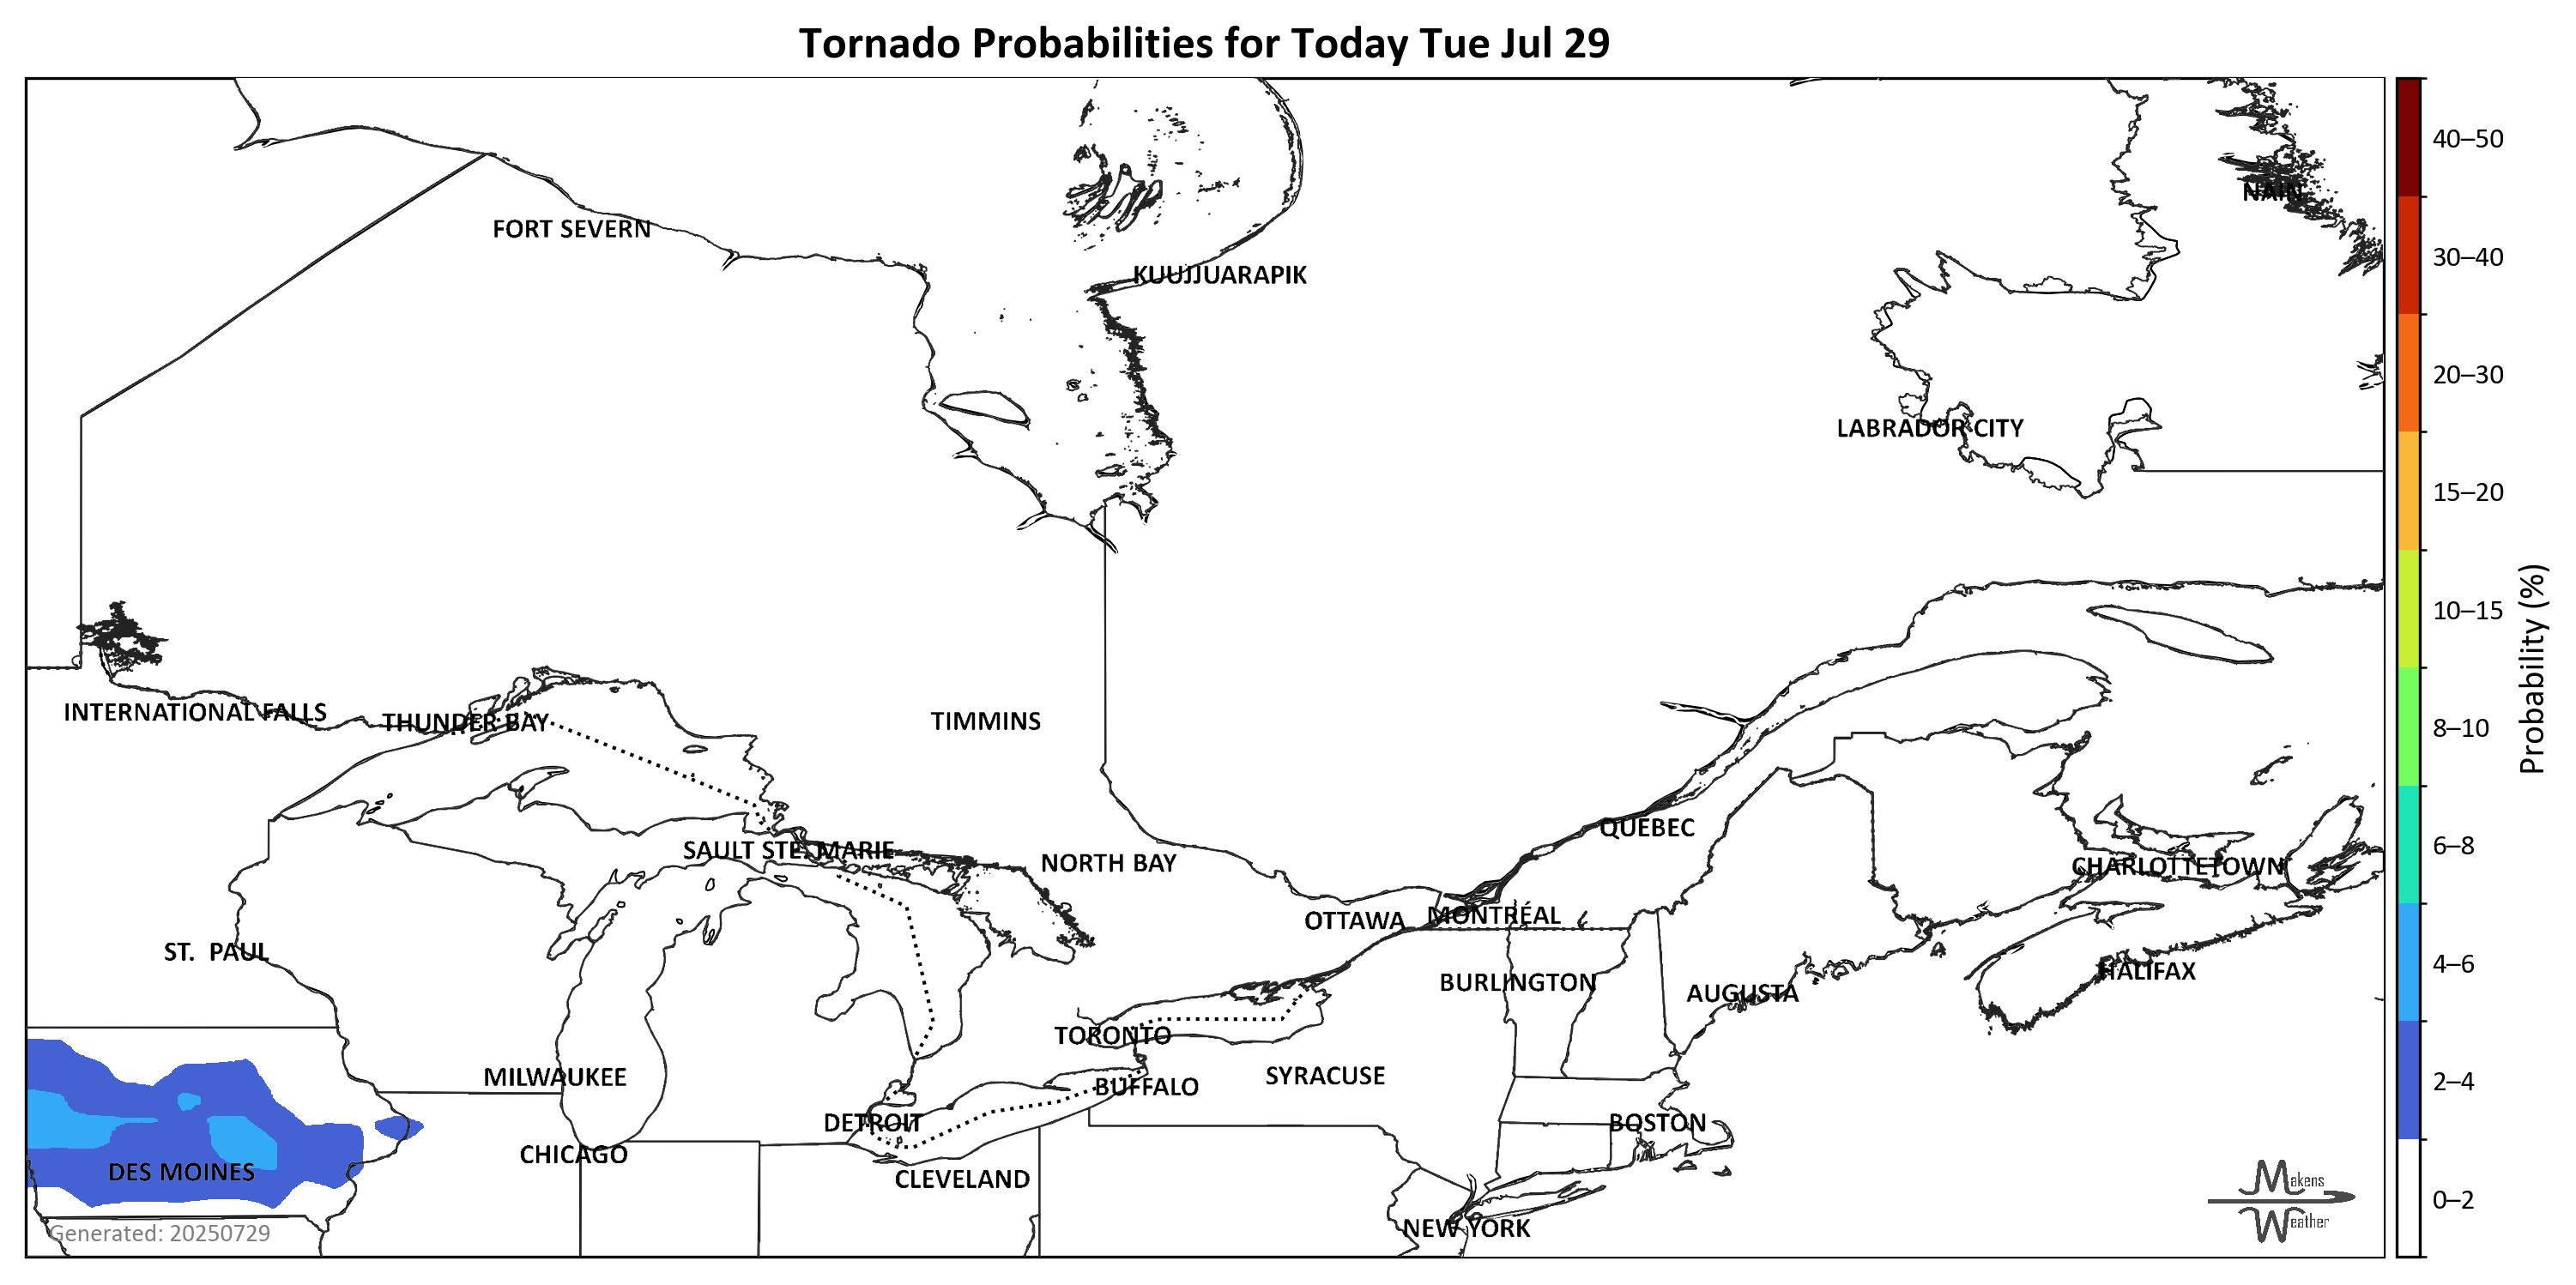 Tornado Probabilities for Today Tue Jul 29
NAIN
FORT SEVERN
KUUJJUARAPIK
LABRADOR CITY
INTERNATIONAL FALLS
THUNDER BAY
TIMMINS
QUEBEC
SAULT STE. MARIE
NORTH BAY
CHARLOTTETOWN
OTTAWA
MONTRÉAL
ST. PAUL
HALIFAX
BURLINGTON
AUGUSTA
TORONTO
MILWAUKEE
SYRACUSE
BUFFALO
DETROIT
BOSTON
CHICAGO
DES MOINES
CLEVELAND
NEW YORK
Generated: 20250729
Makens
Weather
40–50
30–40
20–30
15–20
10–15
8–10
6–8
4–6
2–4
0–2
Probability (%)